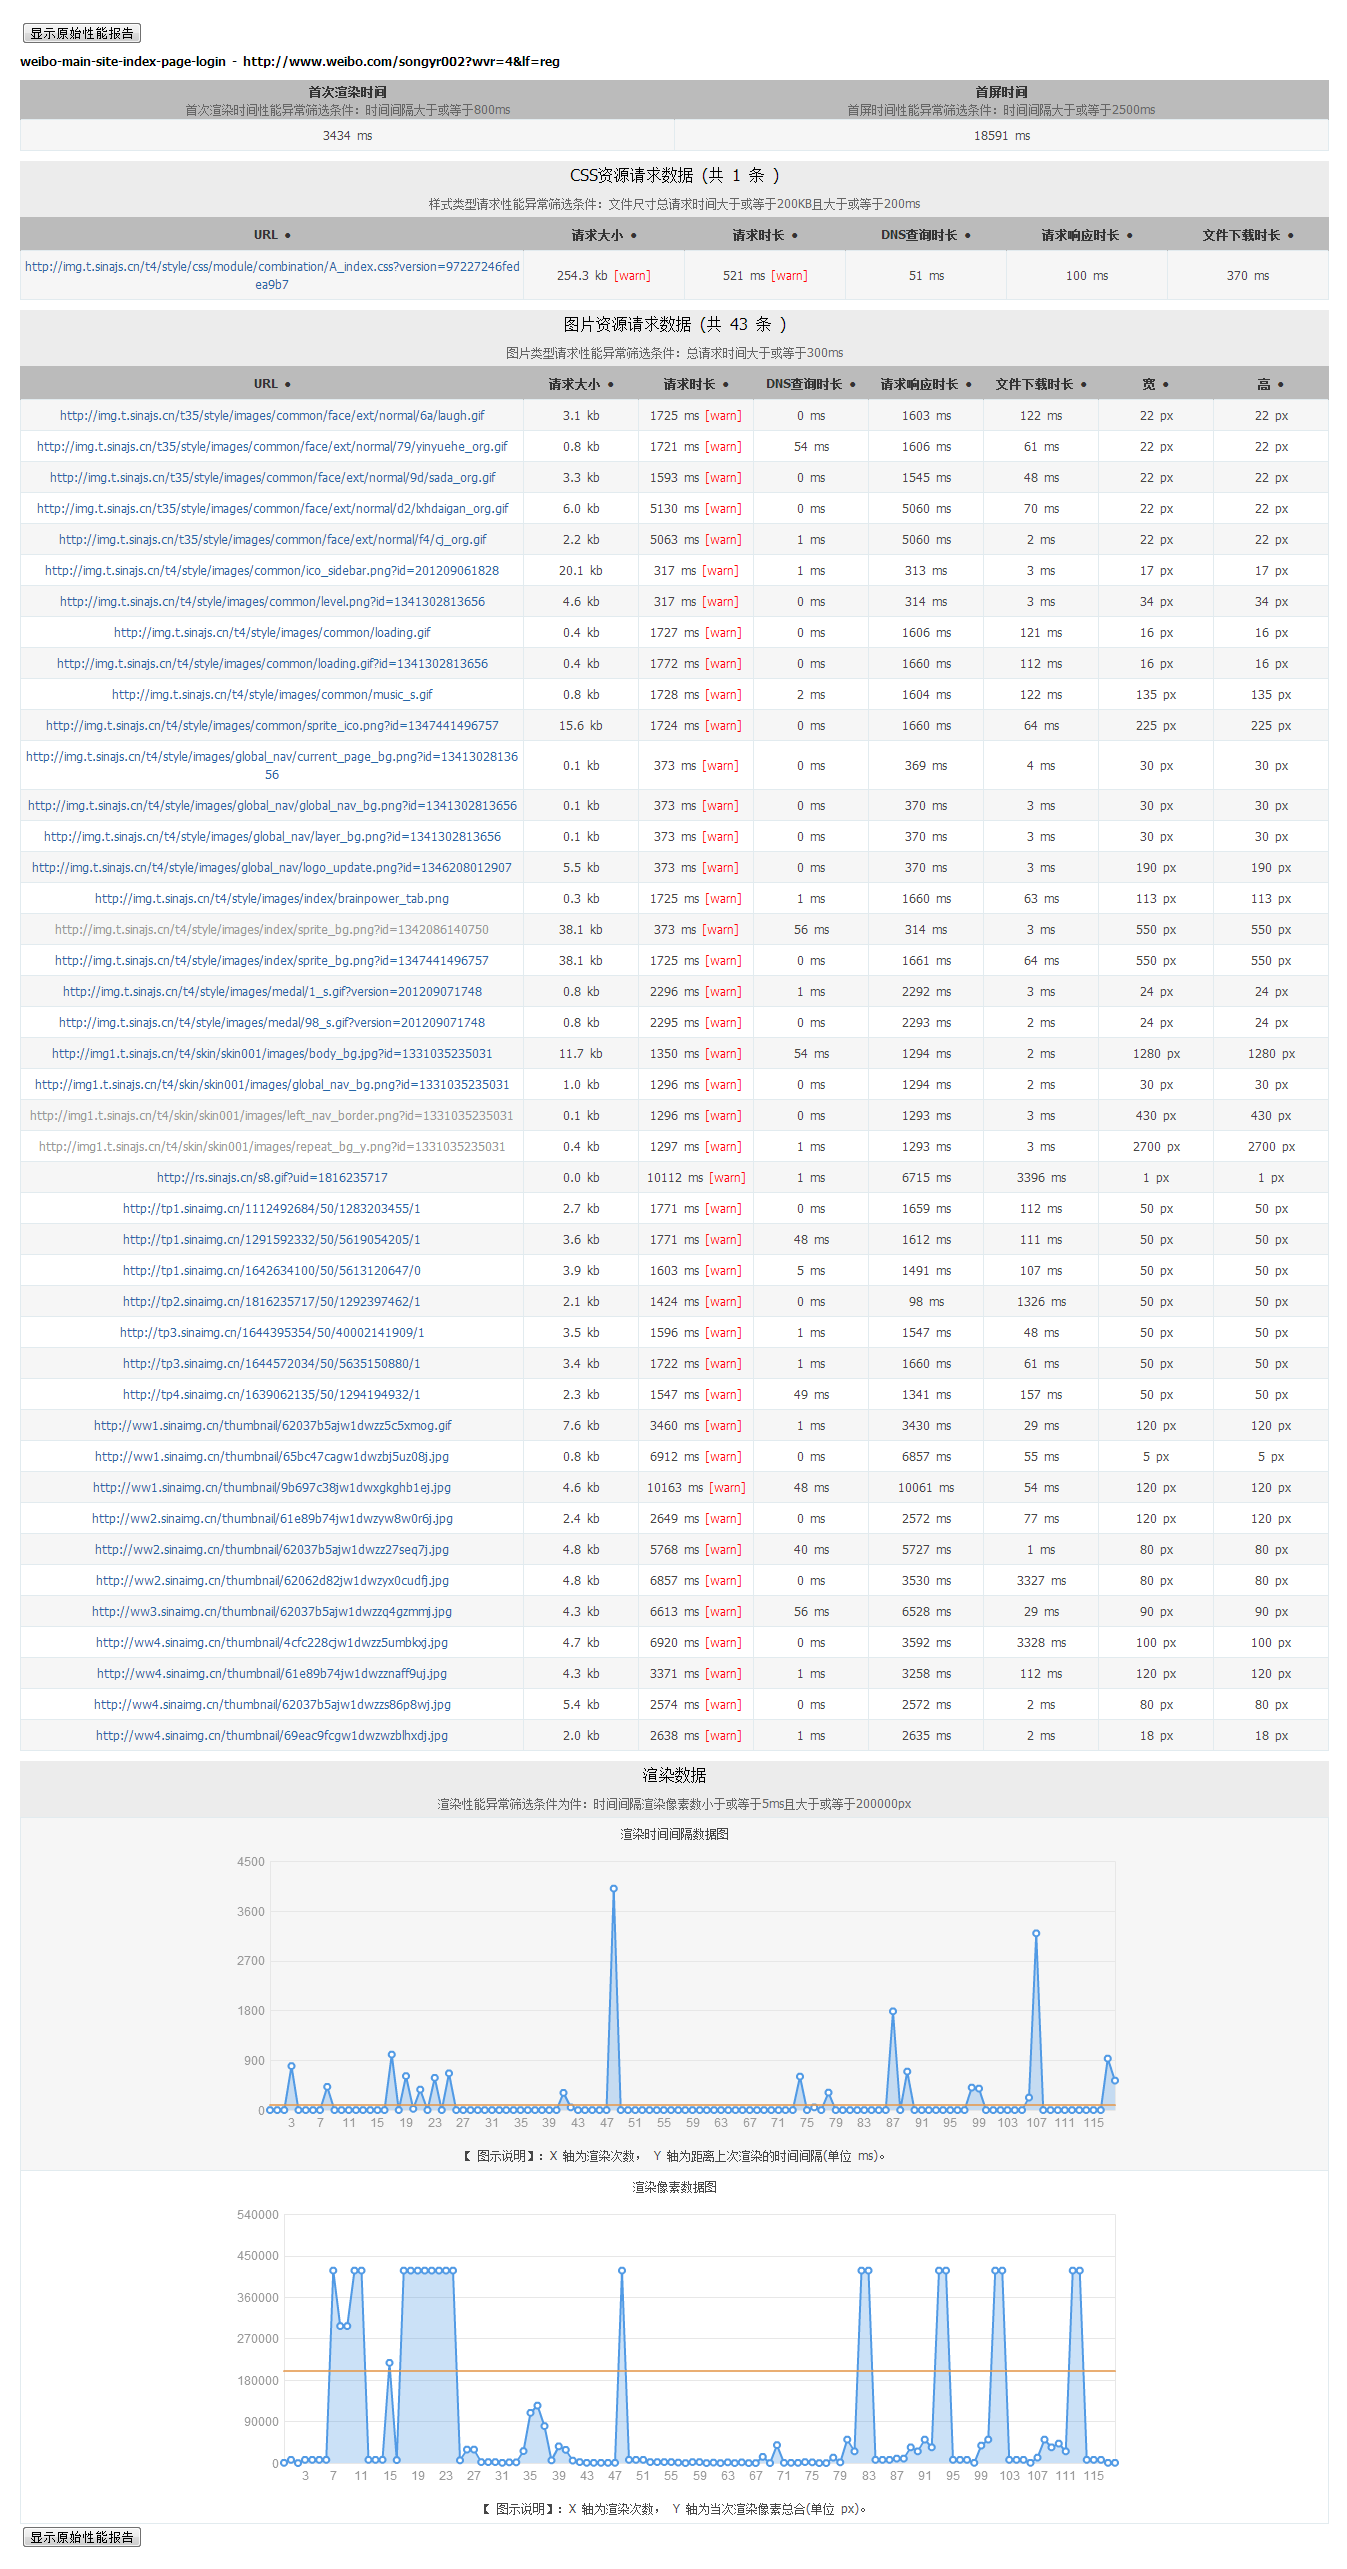 显示原始性能报告
weibo-main-site-index-page-login - http://www.weibo.com/songyr002?wvr=4&lf=reg
首次渲染时间 首屏时间
首次渲染时间性能异常筛选条件：时间间隔大于或等于800ms 首屏时间性能异常筛选条件：时间间隔大于或等于2500ms
3434 ms 18591 ms
CSS资源请求数据 (共 1 条 )
样式类型请求性能异常筛选条件：文件尺寸总请求时间大于或等于200KB且大于或等于200ms
URL ● 请求大小 ● 请求时长 ● DNS查询时长 ● 请求响应时长 ● 文件下载时长 ●
http://img.t.sinajs.cn/t4/style/css/module/combination/A_index.css?version=97227246fed
ea9b7
254.3 kb [warn] 521 ms [warn] 51 ms 100 ms 370 ms
图片资源请求数据 (共 43 条 )
图片类型请求性能异常筛选条件：总请求时间大于或等于300ms
URL ● 请求大小 ● 请求时长 ● DNS查询时长 ● 请求响应时长 ● 文件下载时长 ● 宽 ● 高 ●
http://img.t.sinajs.cn/t35/style/images/common/face/ext/normal/6a/laugh.gif 3.1 kb 1725 ms [warn] 0 ms 1603 ms 122 ms 22 px 22 px
http://img.t.sinajs.cn/t35/style/images/common/face/ext/normal/79/yinyuehe_org.gif 0.8 kb 1721 ms [warn] 54 ms 1606 ms 61 ms 22 px 22 px
http://img.t.sinajs.cn/t35/style/images/common/face/ext/normal/9d/sada_org.gif 3.3 kb 1593 ms [warn] 0 ms 1545 ms 48 ms 22 px 22 px
http://img.t.sinajs.cn/t35/style/images/common/face/ext/normal/d2/lxhdaigan_org.gif 6.0 kb 5130 ms [warn] 0 ms 5060 ms 70 ms 22 px 22 px
http://img.t.sinajs.cn/t35/style/images/common/face/ext/normal/f4/cj_org.gif 2.2 kb 5063 ms [warn] 1 ms 5060 ms 2 ms 22 px 22 px
http://img.t.sinajs.cn/t4/style/images/common/ico_sidebar.png?id=201209061828 20.1 kb 317 ms [warn] 1 ms 313 ms 3 ms 17 px 17 px
http://img.t.sinajs.cn/t4/style/images/common/level.png?id=1341302813656 4.6 kb 317 ms [warn] 0 ms 314 ms 3 ms 34 px 34 px
http://img.t.sinajs.cn/t4/style/images/common/loading.gif 0.4 kb 1727 ms [warn] 0 ms 1606 ms 121 ms 16 px 16 px
http://img.t.sinajs.cn/t4/style/images/common/loading.gif?id=1341302813656 0.4 kb 1772 ms [warn] 0 ms 1660 ms 112 ms 16 px 16 px
http://img.t.sinajs.cn/t4/style/images/common/music_s.gif 0.8 kb 1728 ms [warn] 2 ms 1604 ms 122 ms 135 px 135 px
http://img.t.sinajs.cn/t4/style/images/common/sprite_ico.png?id=1347441496757 15.6 kb 1724 ms [warn] 0 ms 1660 ms 64 ms 225 px 225 px
http://img.t.sinajs.cn/t4/style/images/global_nav/current_page_bg.png?id=13413028136
56
0.1 kb 373 ms [warn] 0 ms 369 ms 4 ms 30 px 30 px
http://img.t.sinajs.cn/t4/style/images/global_nav/global_nav_bg.png?id=1341302813656 0.1 kb 373 ms [warn] 0 ms 370 ms 3 ms 30 px 30 px
http://img.t.sinajs.cn/t4/style/images/global_nav/layer_bg.png?id=1341302813656 0.1 kb 373 ms [warn] 0 ms 370 ms 3 ms 30 px 30 px
http://img.t.sinajs.cn/t4/style/images/global_nav/logo_update.png?id=1346208012907 5.5 kb 373 ms [warn] 0 ms 370 ms 3 ms 190 px 190 px
http://img.t.sinajs.cn/t4/style/images/index/brainpower_tab.png 0.3 kb 1725 ms [warn] 1 ms 1660 ms 63 ms 113 px 113 px
http://img.t.sinajs.cn/t4/style/images/index/sprite_bg.png?id=1342086140750 38.1 kb 373 ms [warn] 56 ms 314 ms 3 ms 550 px 550 px
http://img.t.sinajs.cn/t4/style/images/index/sprite_bg.png?id=1347441496757 38.1 kb 1725 ms [warn] 0 ms 1661 ms 64 ms 550 px 550 px
http://img.t.sinajs.cn/t4/style/images/medal/1_s.gif?version=201209071748 0.8 kb 2296 ms [warn] 1 ms 2292 ms 3 ms 24 px 24 px
http://img.t.sinajs.cn/t4/style/images/medal/98_s.gif?version=201209071748 0.8 kb 2295 ms [warn] 0 ms 2293 ms 2 ms 24 px 24 px
http://img1.t.sinajs.cn/t4/skin/skin001/images/body_bg.jpg?id=1331035235031 11.7 kb 1350 ms [warn] 54 ms 1294 ms 2 ms 1280 px 1280 px
http://img1.t.sinajs.cn/t4/skin/skin001/images/global_nav_bg.png?id=1331035235031 1.0 kb 1296 ms [warn] 0 ms 1294 ms 2 ms 30 px 30 px
http://img1.t.sinajs.cn/t4/skin/skin001/images/left_nav_border.png?id=1331035235031 0.1 kb 1296 ms [warn] 0 ms 1293 ms 3 ms 430 px 430 px
http://img1.t.sinajs.cn/t4/skin/skin001/images/repeat_bg_y.png?id=1331035235031 0.4 kb 1297 ms [warn] 1 ms 1293 ms 3 ms 2700 px 2700 px
http://rs.sinajs.cn/s8.gif?uid=1816235717 0.0 kb 10112 ms [warn] 1 ms 6715 ms 3396 ms 1 px 1 px
http://tp1.sinaimg.cn/1112492684/50/1283203455/1 2.7 kb 1771 ms [warn] 0 ms 1659 ms 112 ms 50 px 50 px
http://tp1.sinaimg.cn/1291592332/50/5619054205/1 3.6 kb 1771 ms [warn] 48 ms 1612 ms 111 ms 50 px 50 px
http://tp1.sinaimg.cn/1642634100/50/5613120647/0 3.9 kb 1603 ms [warn] 5 ms 1491 ms 107 ms 50 px 50 px
http://tp2.sinaimg.cn/1816235717/50/1292397462/1 2.1 kb 1424 ms [warn] 0 ms 98 ms 1326 ms 50 px 50 px
http://tp3.sinaimg.cn/1644395354/50/40002141909/1 3.5 kb 1596 ms [warn] 1 ms 1547 ms 48 ms 50 px 50 px
http://tp3.sinaimg.cn/1644572034/50/5635150880/1 3.4 kb 1722 ms [warn] 1 ms 1660 ms 61 ms 50 px 50 px
http://tp4.sinaimg.cn/1639062135/50/1294194932/1 2.3 kb 1547 ms [warn] 49 ms 1341 ms 157 ms 50 px 50 px
http://ww1.sinaimg.cn/thumbnail/62037b5ajw1dwzz5c5xmog.gif 7.6 kb 3460 ms [warn] 1 ms 3430 ms 29 ms 120 px 120 px
http://ww1.sinaimg.cn/thumbnail/65bc47cagw1dwzbj5uz08j.jpg 0.8 kb 6912 ms [warn] 0 ms 6857 ms 55 ms 5 px 5 px
http://ww1.sinaimg.cn/thumbnail/9b697c38jw1dwxgkghb1ej.jpg 4.6 kb 10163 ms [warn] 48 ms 10061 ms 54 ms 120 px 120 px
http://ww2.sinaimg.cn/thumbnail/61e89b74jw1dwzyw8w0r6j.jpg 2.4 kb 2649 ms [warn] 0 ms 2572 ms 77 ms 120 px 120 px
http://ww2.sinaimg.cn/thumbnail/62037b5ajw1dwzz27seq7j.jpg 4.8 kb 5768 ms [warn] 40 ms 5727 ms 1 ms 80 px 80 px
http://ww2.sinaimg.cn/thumbnail/62062d82jw1dwzyx0cudfj.jpg 4.8 kb 6857 ms [warn] 0 ms 3530 ms 3327 ms 80 px 80 px
http://ww3.sinaimg.cn/thumbnail/62037b5ajw1dwzzq4gzmmj.jpg 4.3 kb 6613 ms [warn] 56 ms 6528 ms 29 ms 90 px 90 px
http://ww4.sinaimg.cn/thumbnail/4cfc228cjw1dwzz5umbkxj.jpg 4.7 kb 6920 ms [warn] 0 ms 3592 ms 3328 ms 100 px 100 px
http://ww4.sinaimg.cn/thumbnail/61e89b74jw1dwzznaff9uj.jpg 4.3 kb 3371 ms [warn] 1 ms 3258 ms 112 ms 120 px 120 px
http://ww4.sinaimg.cn/thumbnail/62037b5ajw1dwzzs86p8wj.jpg 5.4 kb 2574 ms [warn] 0 ms 2572 ms 2 ms 80 px 80 px
http://ww4.sinaimg.cn/thumbnail/69eac9fcgw1dwzwzblhxdj.jpg 2.0 kb 2638 ms [warn] 1 ms 2635 ms 2 ms 18 px 18 px
渲染数据
渲染性能异常筛选条件为件：时间间隔渲染像素数小于或等于5ms且大于或等于200000px
渲染时间间隔数据图
4500
3600
2700
1800
900
0
3 7 11 15 19 23 27 31 35 39 43 47 51 55 59 63 67 71 75 79 83 87 91 95 99 103 107 111 115
【 图示说明】：X 轴为渲染次数， Y 轴为距离上次渲染的时间间隔(单位 ms)。
渲染像素数据图
540000
450000
360000
270000
180000
90000
0
3 7 11 15 19 23 27 31 35 39 43 47 51 55 59 63 67 71 75 79 83 87 91 95 99 103 107 111 115
【 图示说明】：X 轴为渲染次数， Y 轴为当次渲染像素总合(单位 px)。
显示原始性能报告